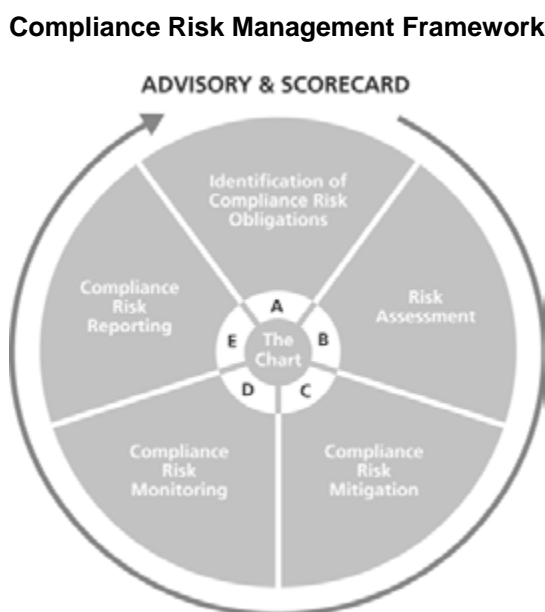 Compliance Risk Management Framework
ADVISORY & SCORECARD
Identification of
Compliance Risk
Obligations
Risk
Assessment
Compliance
Risk
Mitigation
Compliance
Risk
Monitoring
Compliance
Risk
Reporting
A
B
C
D
E
The
Chart